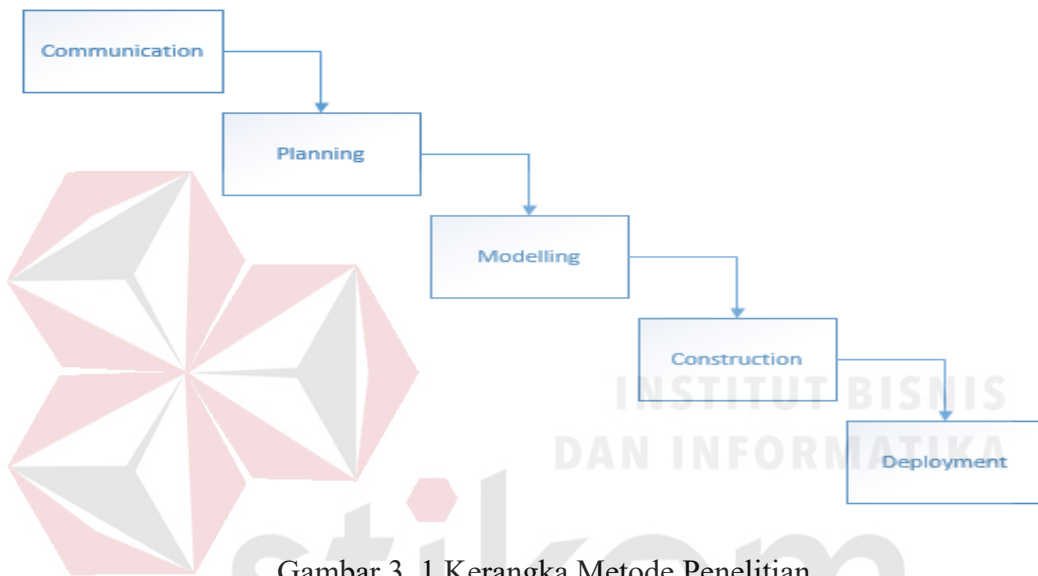 Communication
Planning
Modelling
Construction
INSTITUT BISNIS
DAN INFORMATIKA
Deployment
stikom
Gambar 3. 1 Kerangka Metode Penelitian